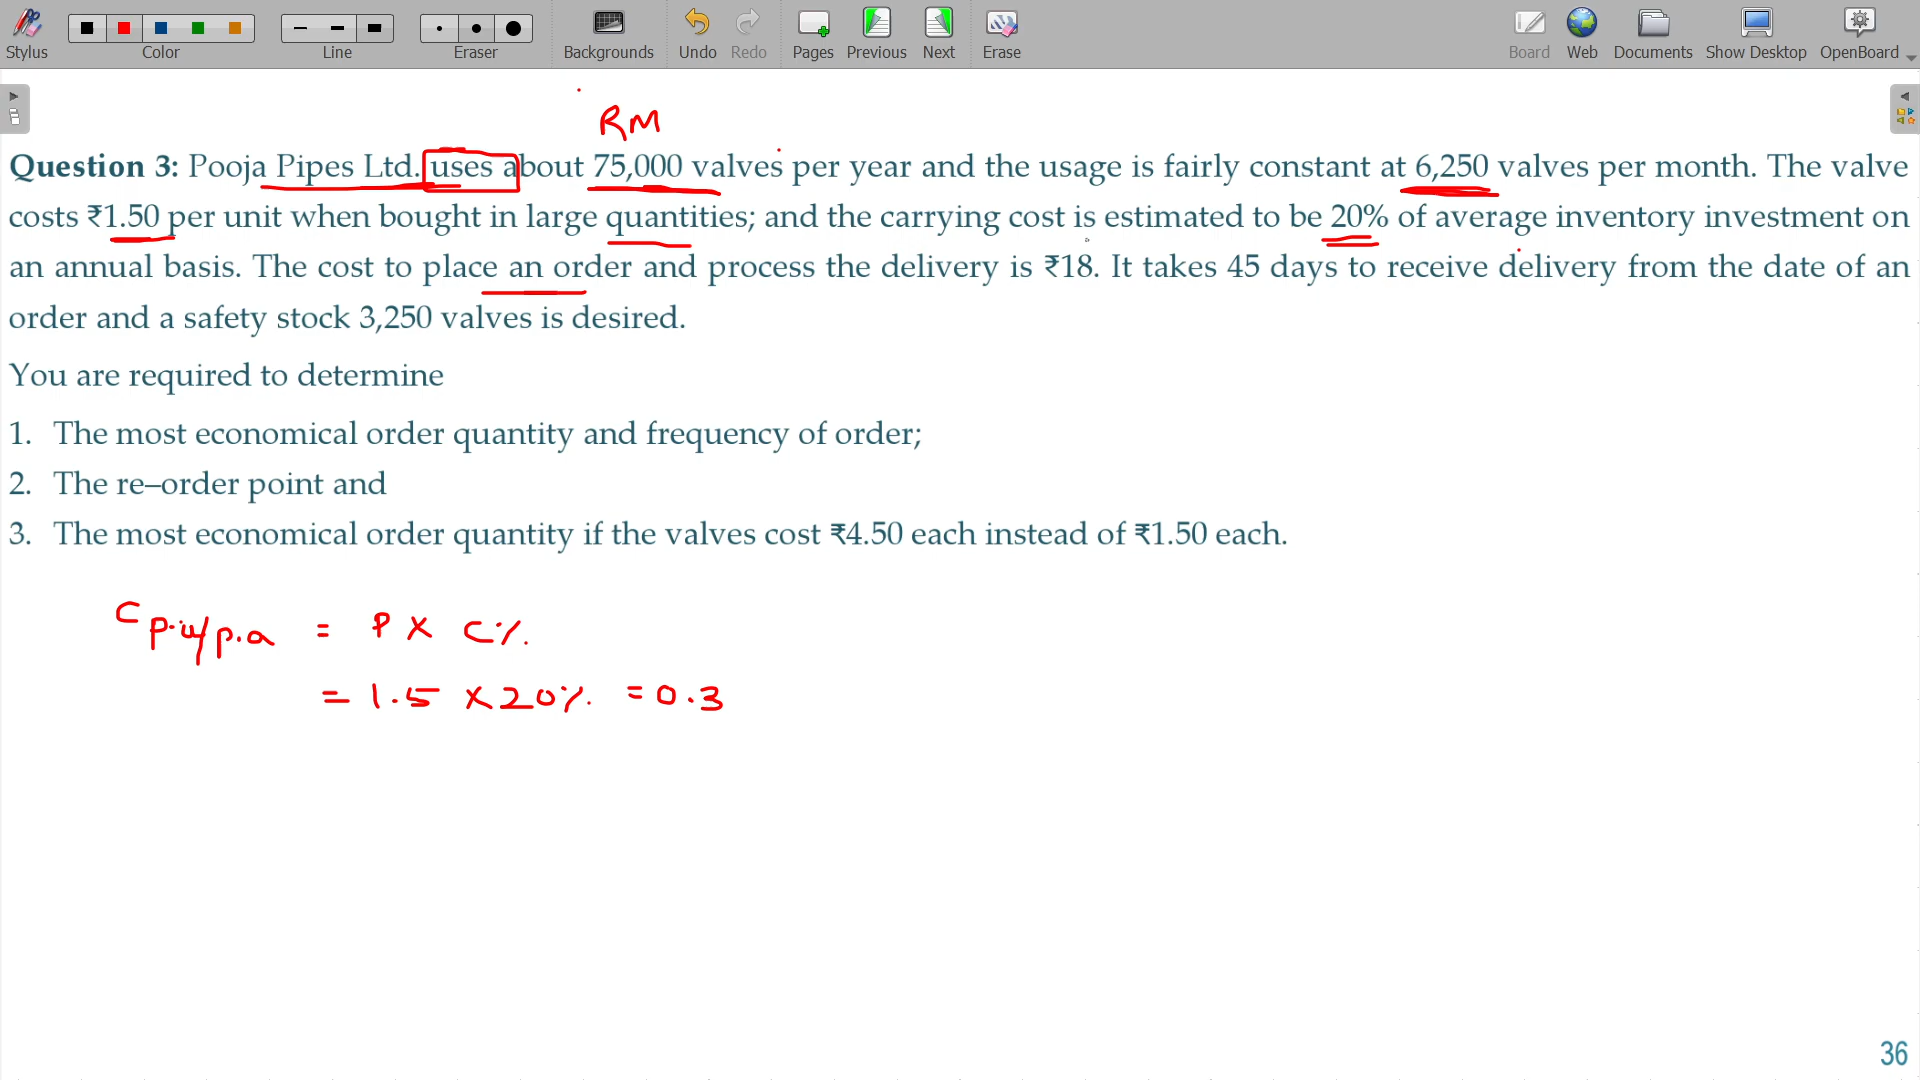 Stylus Color Line Eraser Backgrounds Undo Redo Pages Previous Next Erase Board Web Documents Show Desktop OpenBoard
RM
Question 3: Pooja Pipes Ltd. uses about 75,000 valves per year and the usage is fairly constant at 6,250 valves per month. The valve
costs ₹1.50 per unit when bought in large quantities; and the carrying cost is estimated to be 20% of average inventory investment on
an annual basis. The cost to place an order and process the delivery is ₹18. It takes 45 days to receive delivery from the date of an
order and a safety stock 3,250 valves is desired.
You are required to determine
1. The most economical order quantity and frequency of order;
2. The re–order point and
3. The most economical order quantity if the valves cost ₹4.50 each instead of ₹1.50 each.
C p.u/p.a = P X C%
= 1.5 X 20% = 0.3
36